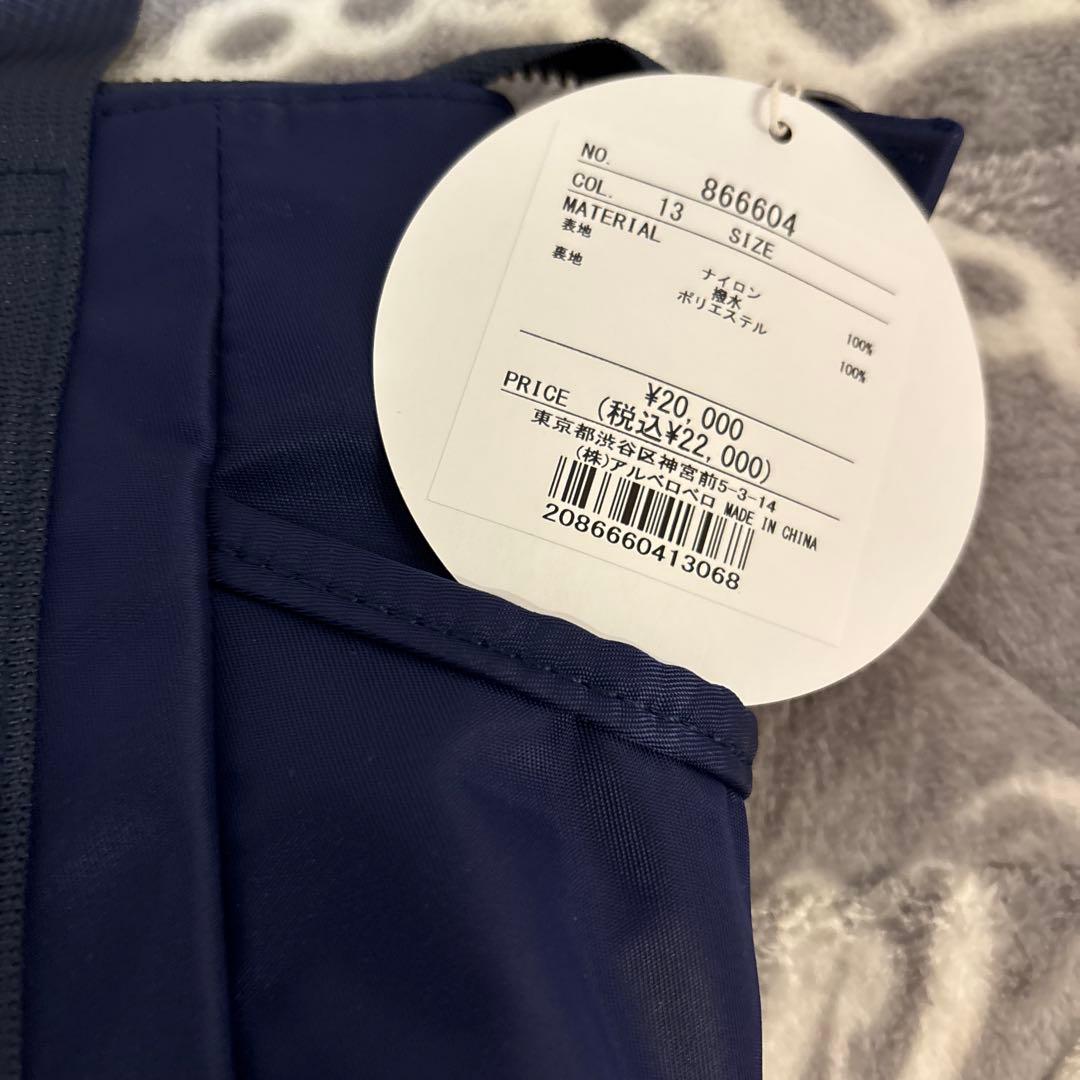 NO. 866604
COL. 13 SIZE
MATERIAL
表地 ナイロン 100%
撥水
裏地 ポリエステル 100%
PRICE ¥20,000
(税込¥22,000)
東京都渋谷区神宮前5-3-14
(株)アルベロベロ MADE IN CHINA
2086660413068